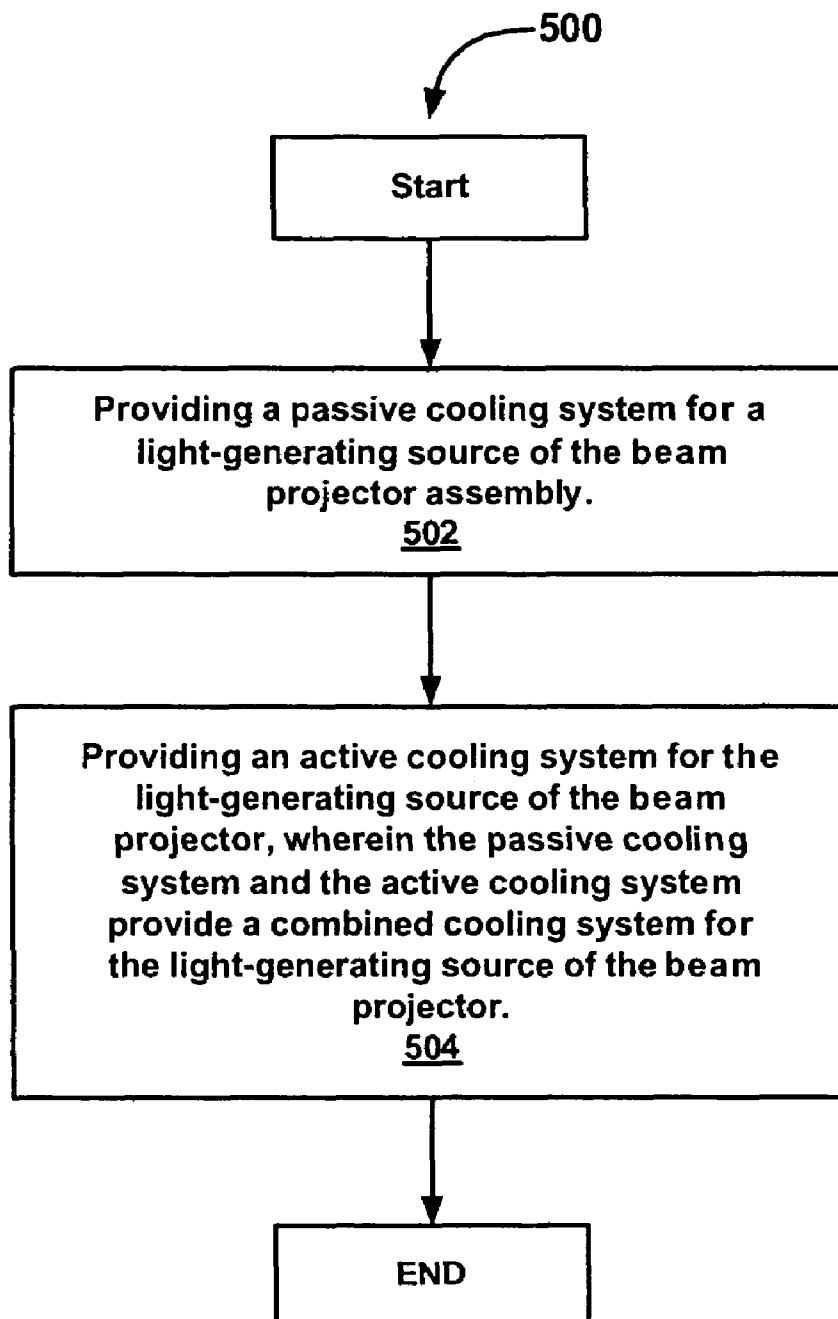 500
Start
Providing a passive cooling system for a
light-generating source of the beam
projector assembly.
502
Providing an active cooling system for the
light-generating source of the beam
projector, wherein the passive cooling
system and the active cooling system
provide a combined cooling system for
the light-generating source of the beam
projector.
504
END